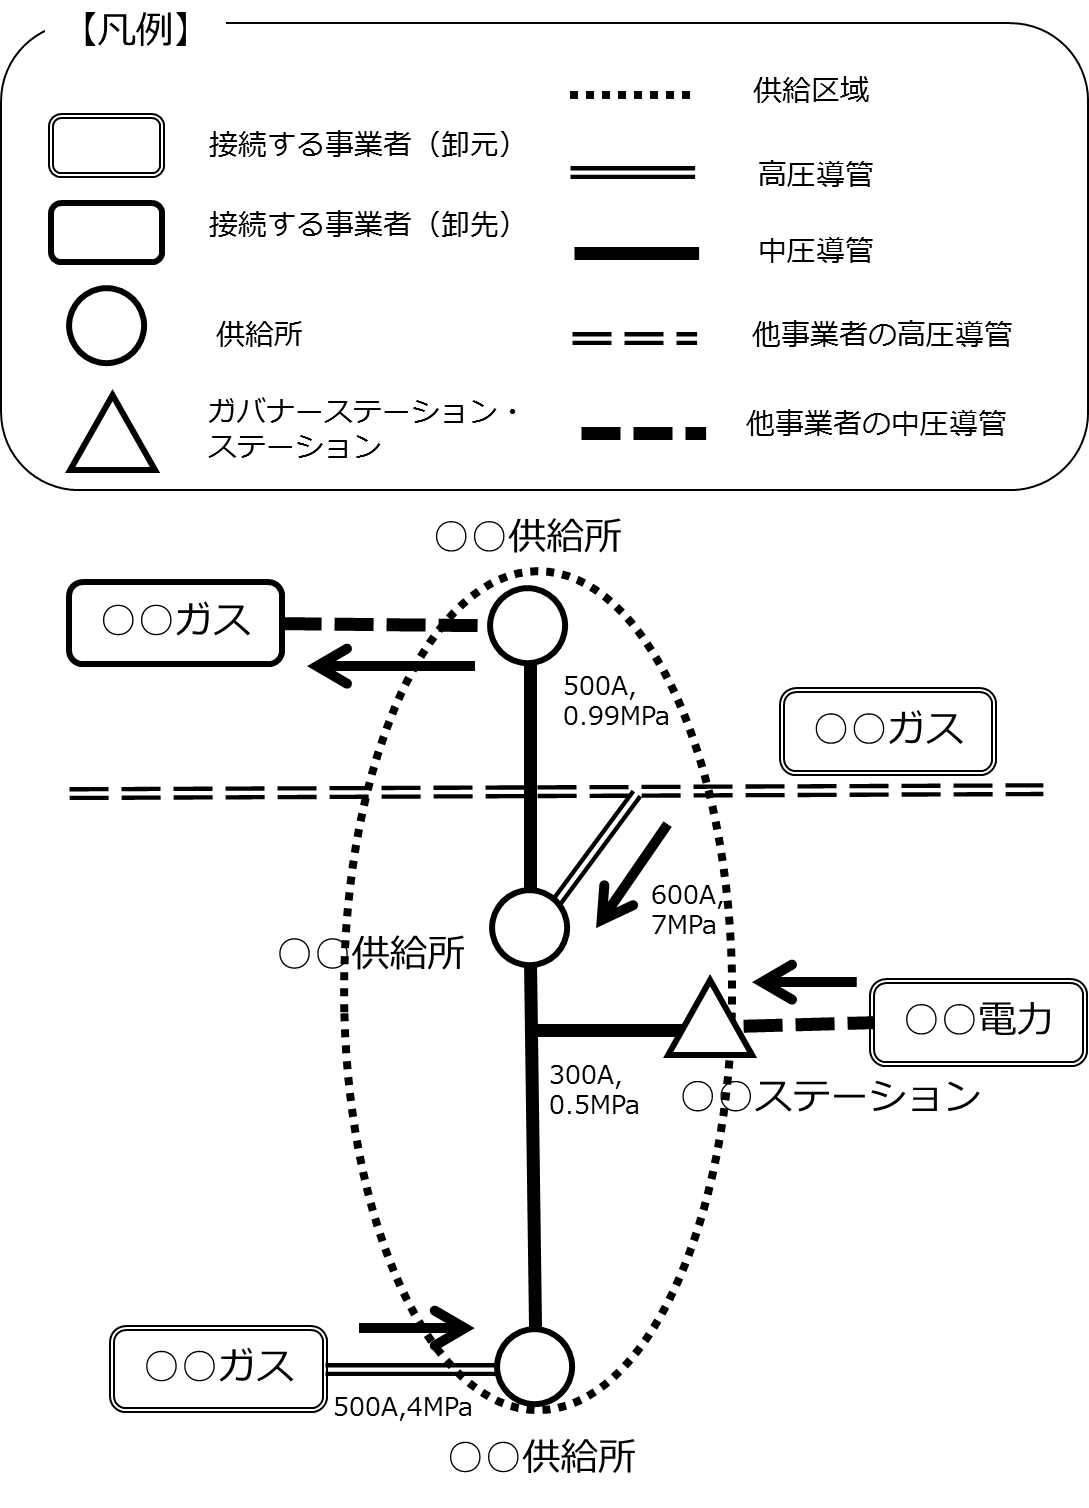 【凡例】
供給区域
接続する事業者（卸元）
高圧導管
接続する事業者（卸先）
中圧導管
供給所
他事業者の高圧導管
ガバナーステーション・
ステーション
他事業者の中圧導管
○○供給所
○○ガス
500A,
0.99MPa
○○ガス
600A,
7MPa
○○供給所
○○電力
300A,
0.5MPa
○○ステーション
○○ガス
500A,4MPa
○○供給所